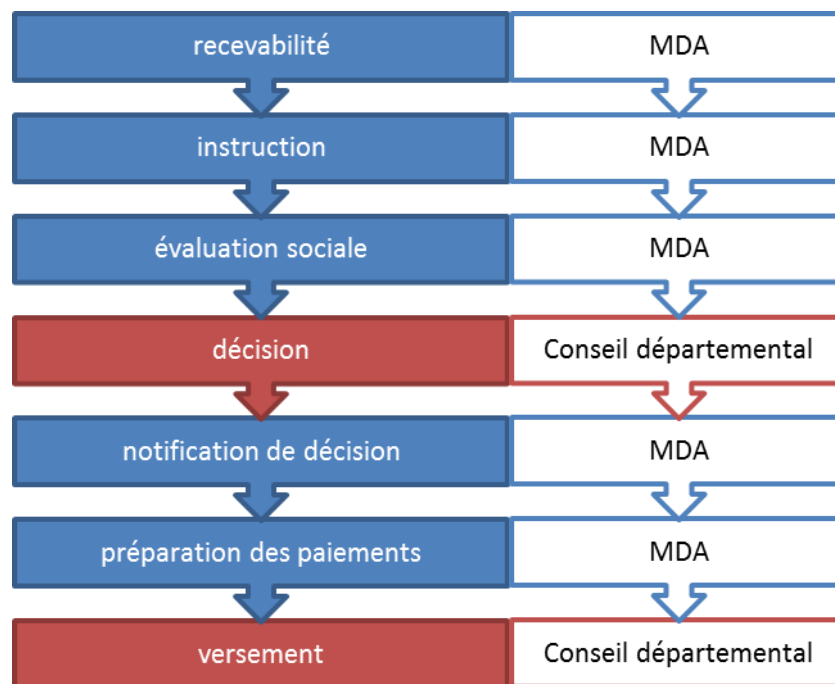 recevabilité MDA
instruction MDA
évaluation sociale MDA
décision Conseil départemental
notification de décision MDA
préparation des paiements MDA
versement Conseil départemental